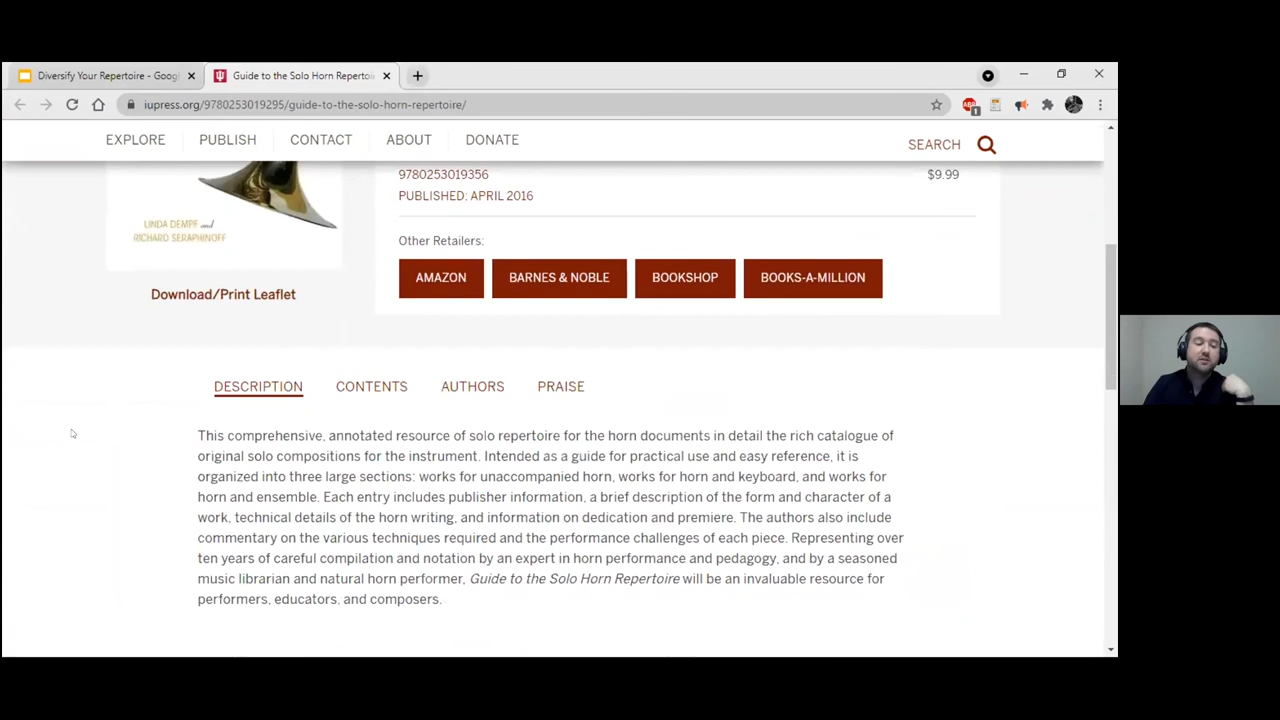 Diversify Your Repertoire - Googl
Guide to the Solo Horn Repertoir
iupress.org/9780253019295/guide-to-the-solo-horn-repertoire/
EXPLORE PUBLISH CONTACT ABOUT DONATE SEARCH
9780253019356 $9.99
PUBLISHED: APRIL 2016
LINDA DEMPF and
RICHARD SERAPHINOFF
Other Retailers:
AMAZON BARNES & NOBLE BOOKSHOP BOOKS-A-MILLION
Download/Print Leaflet
DESCRIPTION CONTENTS AUTHORS PRAISE
This comprehensive, annotated resource of solo repertoire for the horn documents in detail the rich catalogue of
original solo compositions for the instrument. Intended as a guide for practical use and easy reference, it is
organized into three large sections: works for unaccompanied horn, works for horn and keyboard, and works for
horn and ensemble. Each entry includes publisher information, a brief description of the form and character of a
work, technical details of the horn writing, and information on dedication and premiere. The authors also include
commentary on the various techniques required and the performance challenges of each piece. Representing over
ten years of careful compilation and notation by an expert in horn performance and pedagogy, and by a seasoned
music librarian and natural horn performer, Guide to the Solo Horn Repertoire will be an invaluable resource for
performers, educators, and composers.